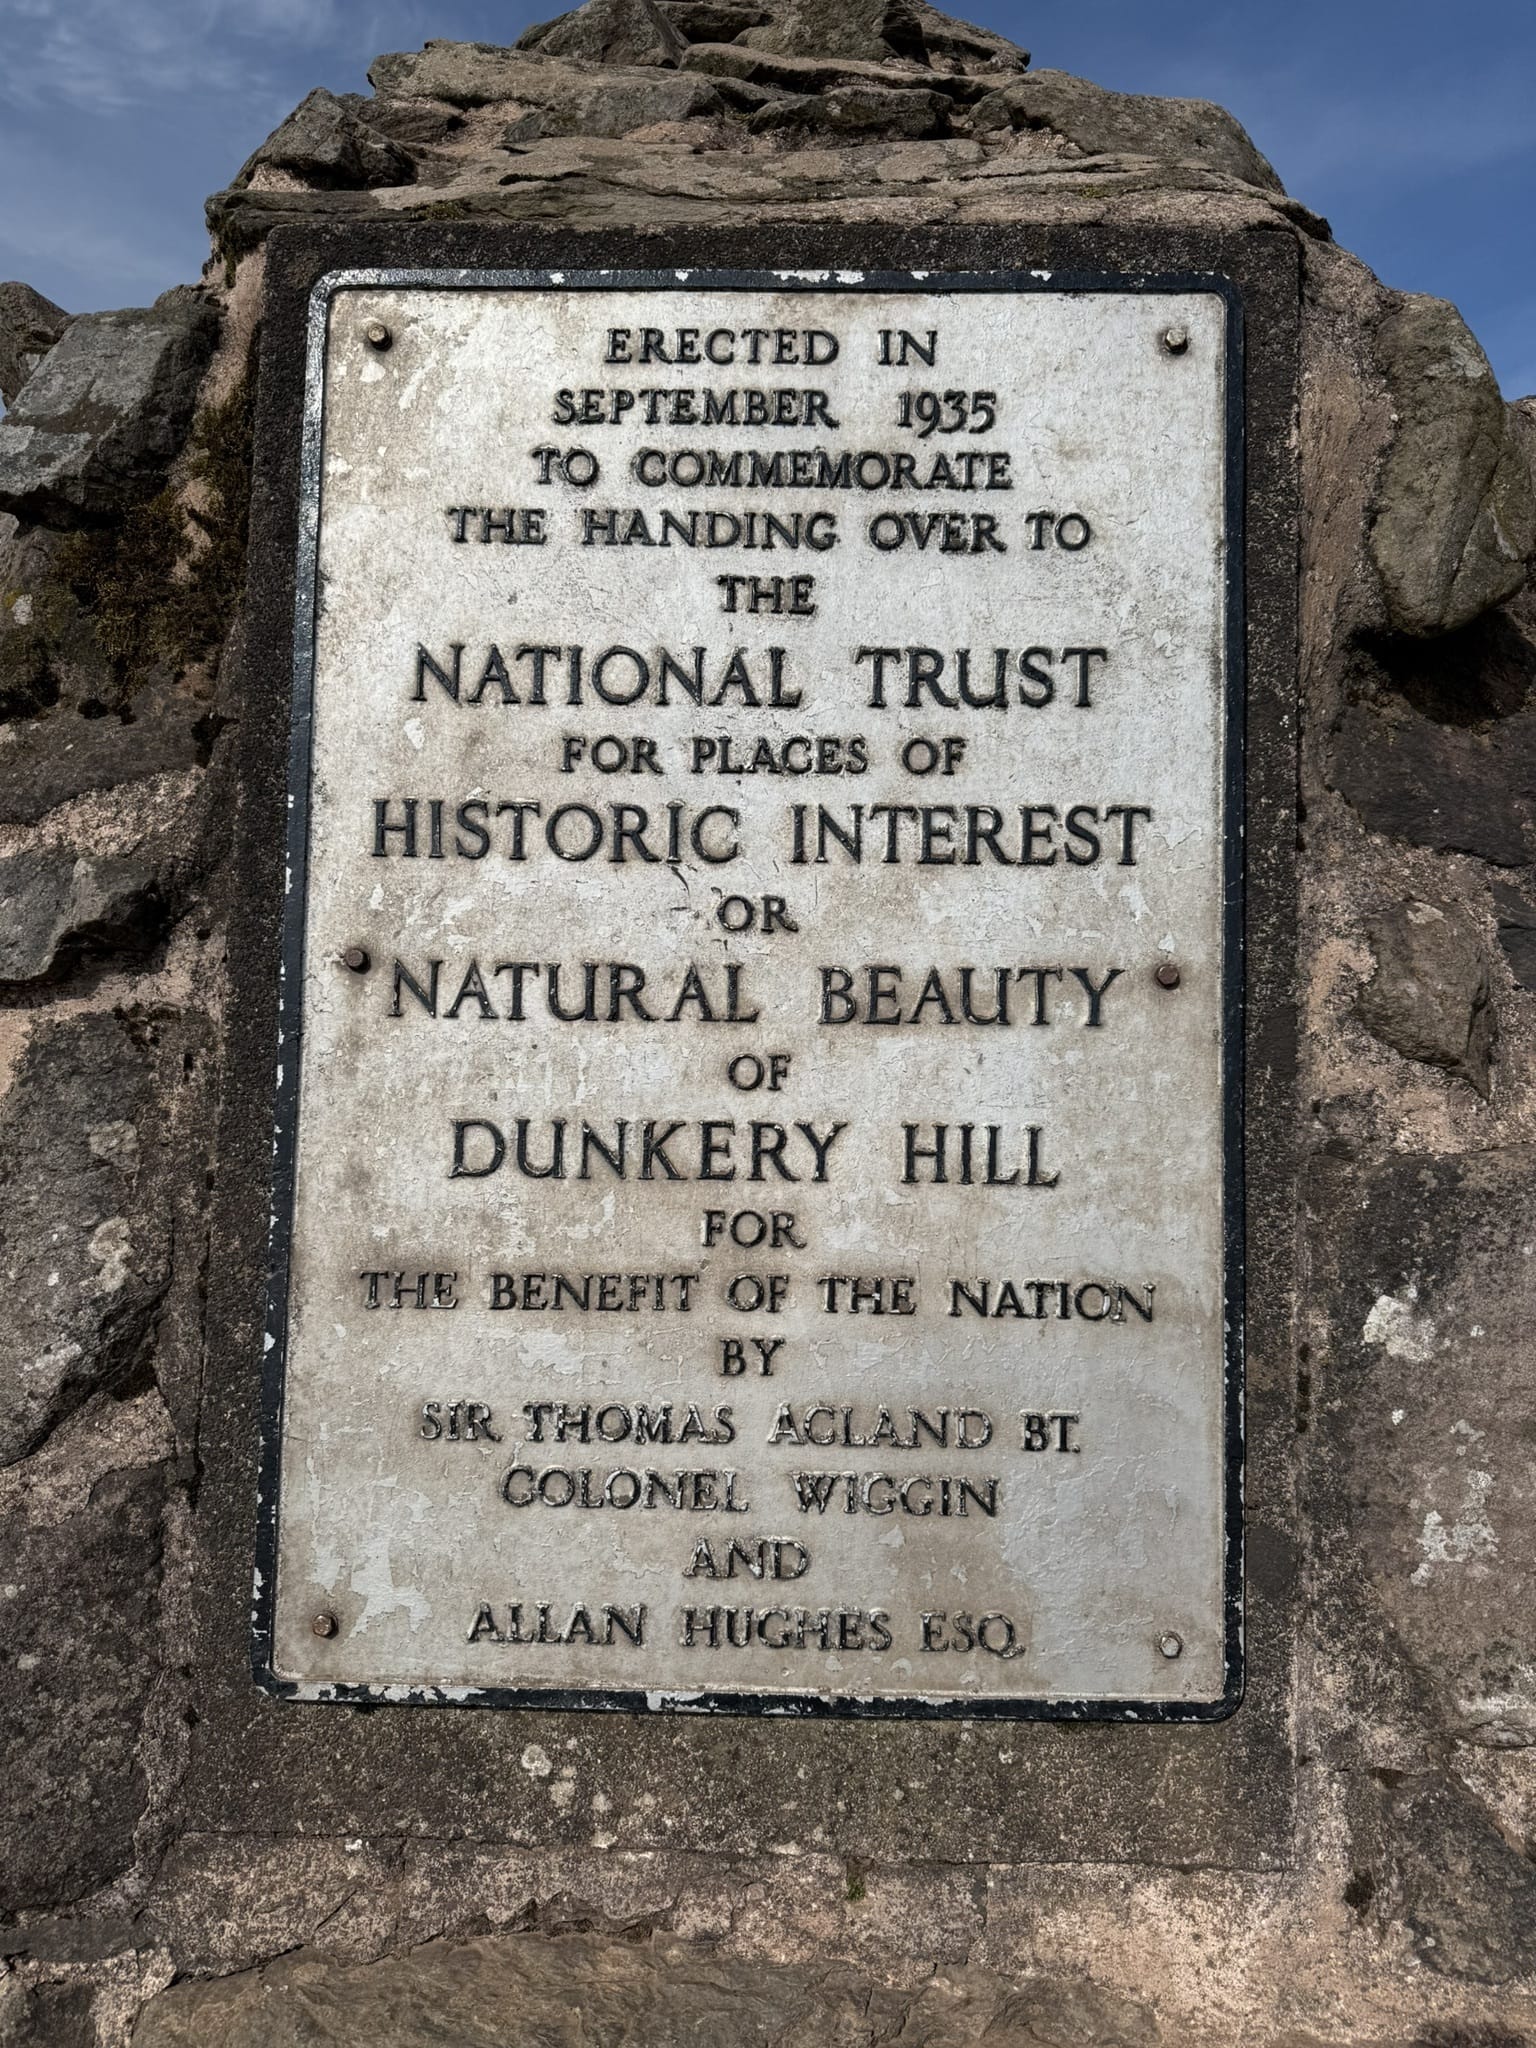 ERECTED IN
SEPTEMBER 1935
TO COMMEMORATE
THE HANDING OVER TO
THE
NATIONAL TRUST
FOR PLACES OF
HISTORIC INTEREST
OR
NATURAL BEAUTY
OF
DUNKERY HILL
FOR
THE BENEFIT OF THE NATION
BY
SIR THOMAS ACLAND BT.
COLONEL WIGGIN
AND
ALLAN HUGHES ESQ.